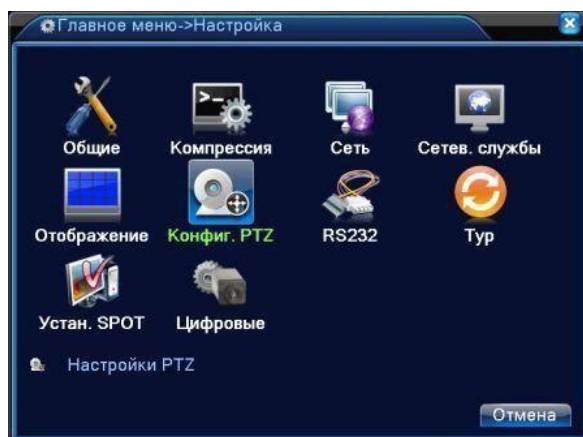 Главное меню->Настройка
Общие Компрессия Сеть Сетев. службы
Отображение Конфиг. PTZ RS232 Тур
Устан. SPOT Цифровые
Настройки PTZ
Отмена